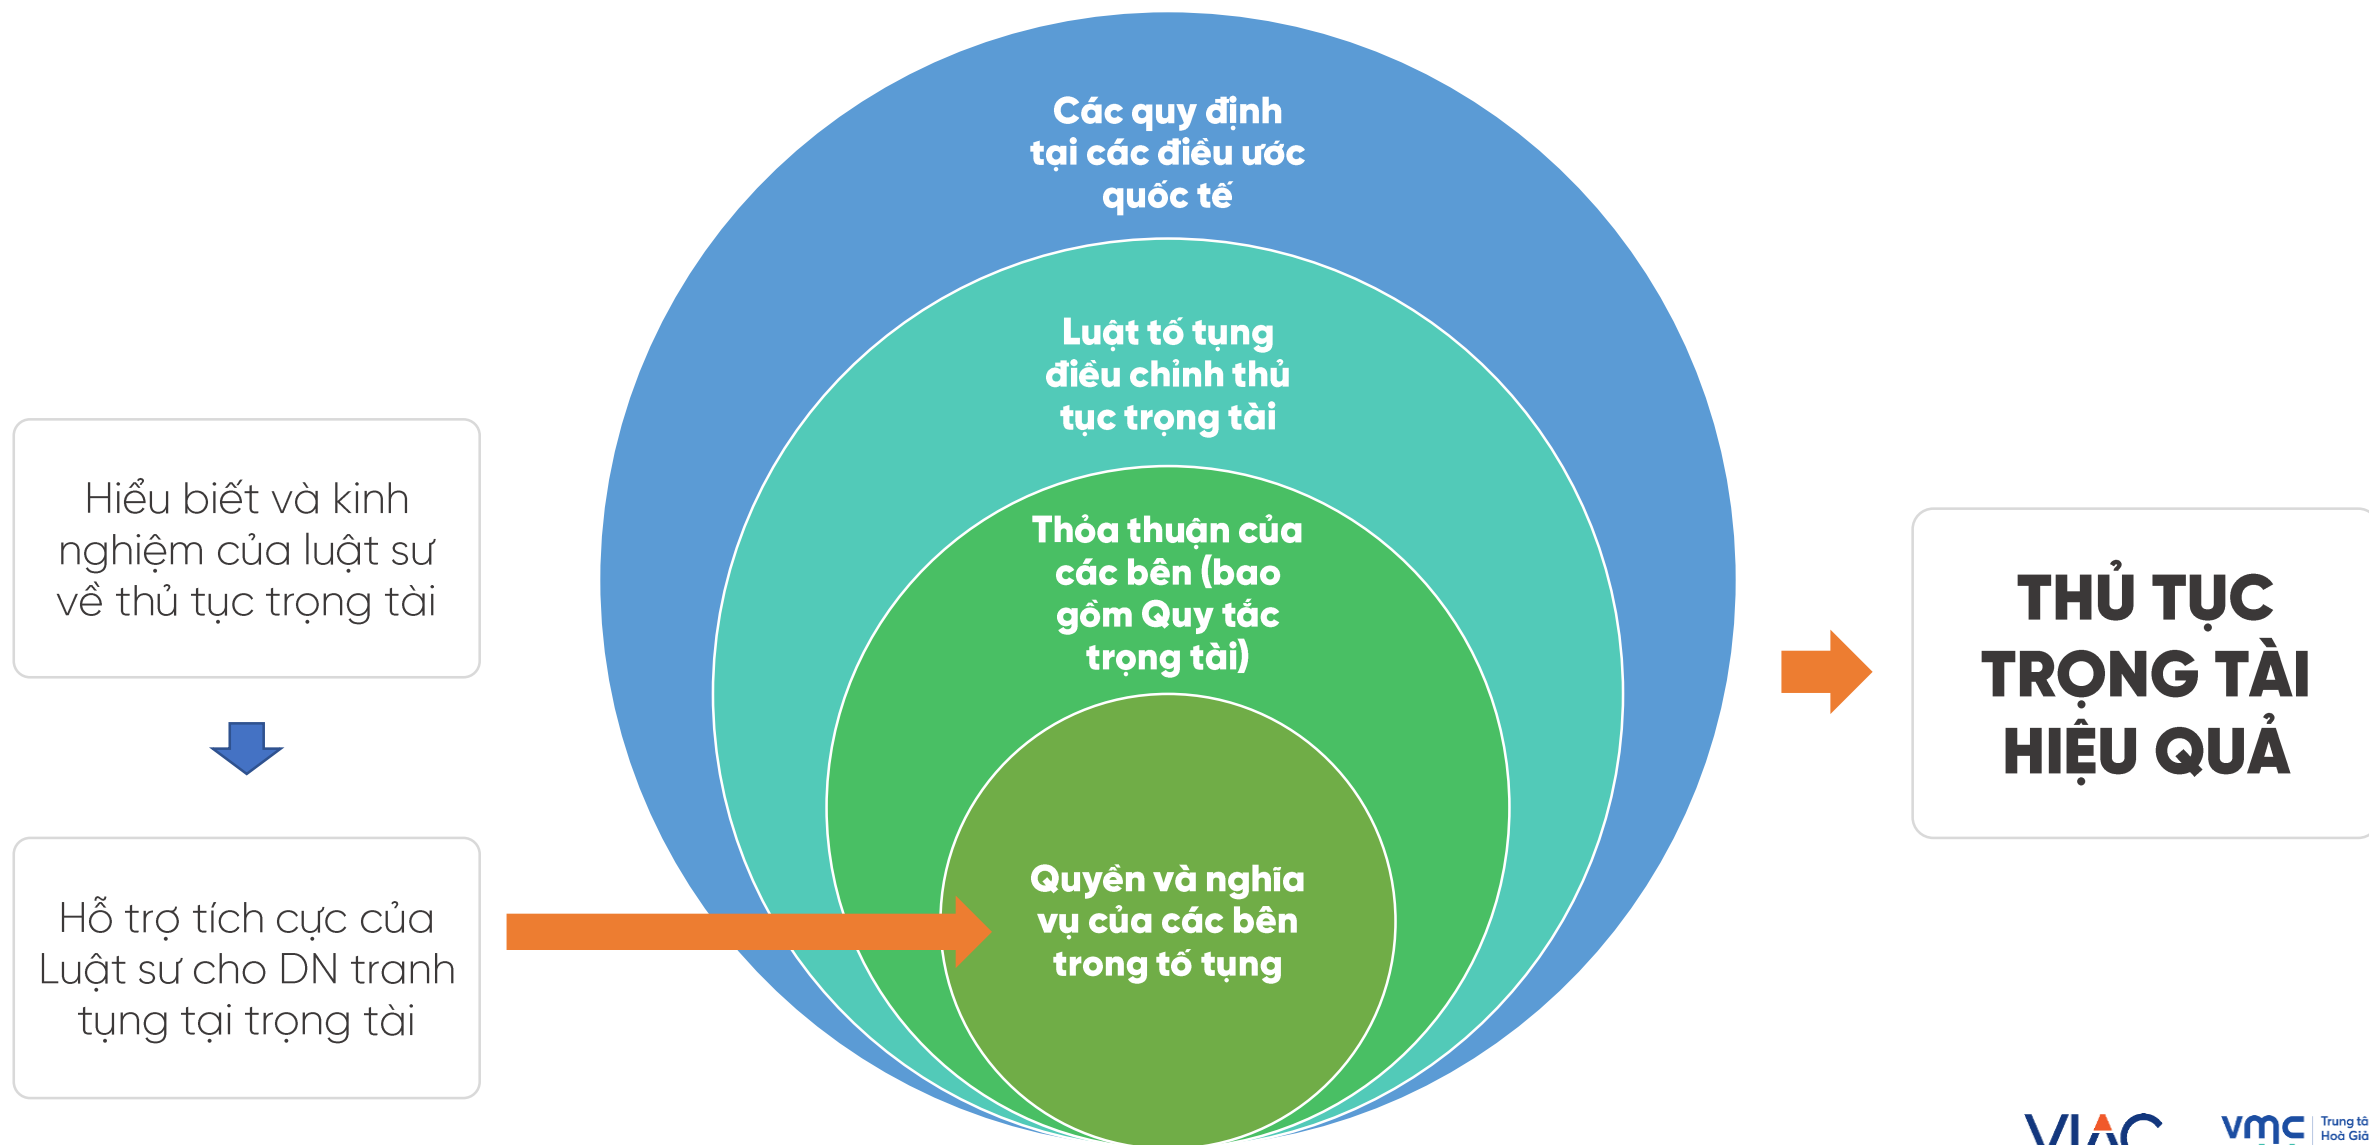 Các quy định
tại các điều ước
quốc tế
Luật tố tụng
điều chỉnh thủ
tục trọng tài
Thỏa thuận của
các bên (bao
gồm Quy tắc
trọng tài)
Quyền và nghĩa
vụ của các bên
trong tố tụng
Hiểu biết và kinh
nghiệm của luật sư
về thủ tục trọng tài
Hỗ trợ tích cực của
Luật sư cho DN tranh
tụng tại trọng tài
THỦ TỤC
TRỌNG TÀI
HIỆU QUẢ
VIAC
vmc
Trung
Hoà